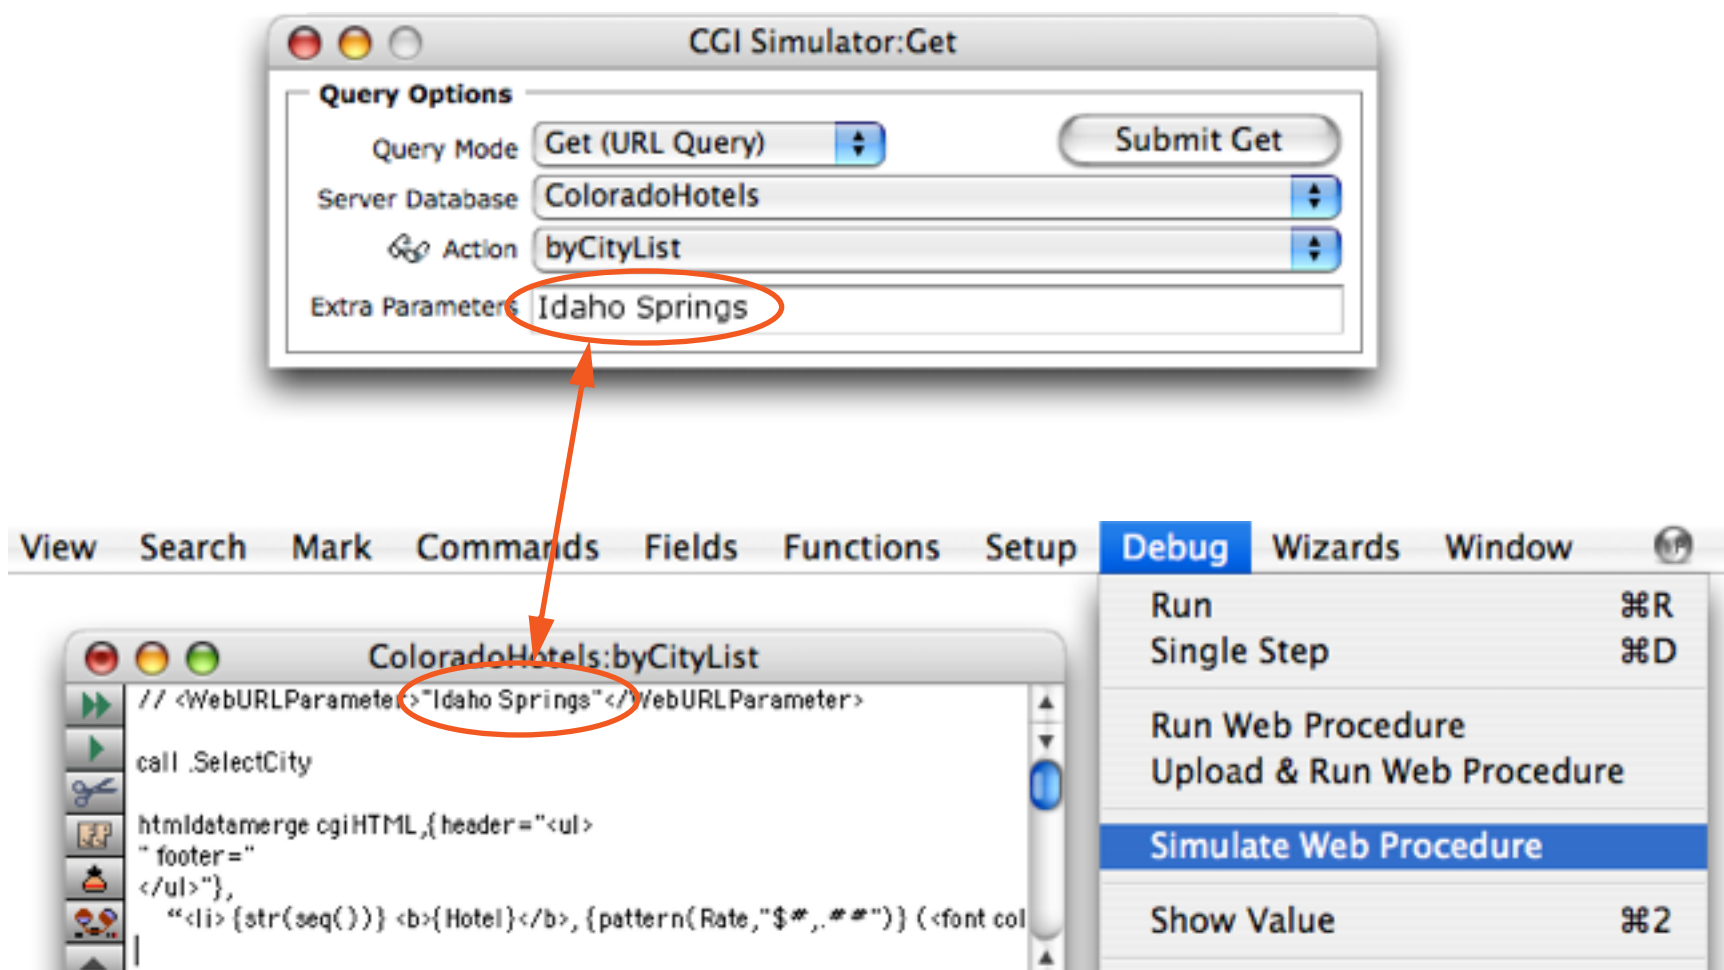 CGI Simulator:Get
Query Options
Query Mode Get (URL Query) Submit Get
Server Database ColoradoHotels
Action byCityList
Extra Parameters Idaho Springs
View Search Mark Commands Fields Functions Setup Debug Wizards Window
Run ⌘R
Single Step ⌘D
Run Web Procedure
Upload & Run Web Procedure
Simulate Web Procedure
Show Value ⌘2
ColoradoHotels:byCityList
// <WebURLParameter>"Idaho Springs"</WebURLParameter>
call .SelectCity
htmldatamerge cgiHTML,{header="<ul>
" footer="
</ul>"},
“<li>{str(seq())} <b>{Hotel}</b>, {pattern(Rate,"$#,.##")} (<font col